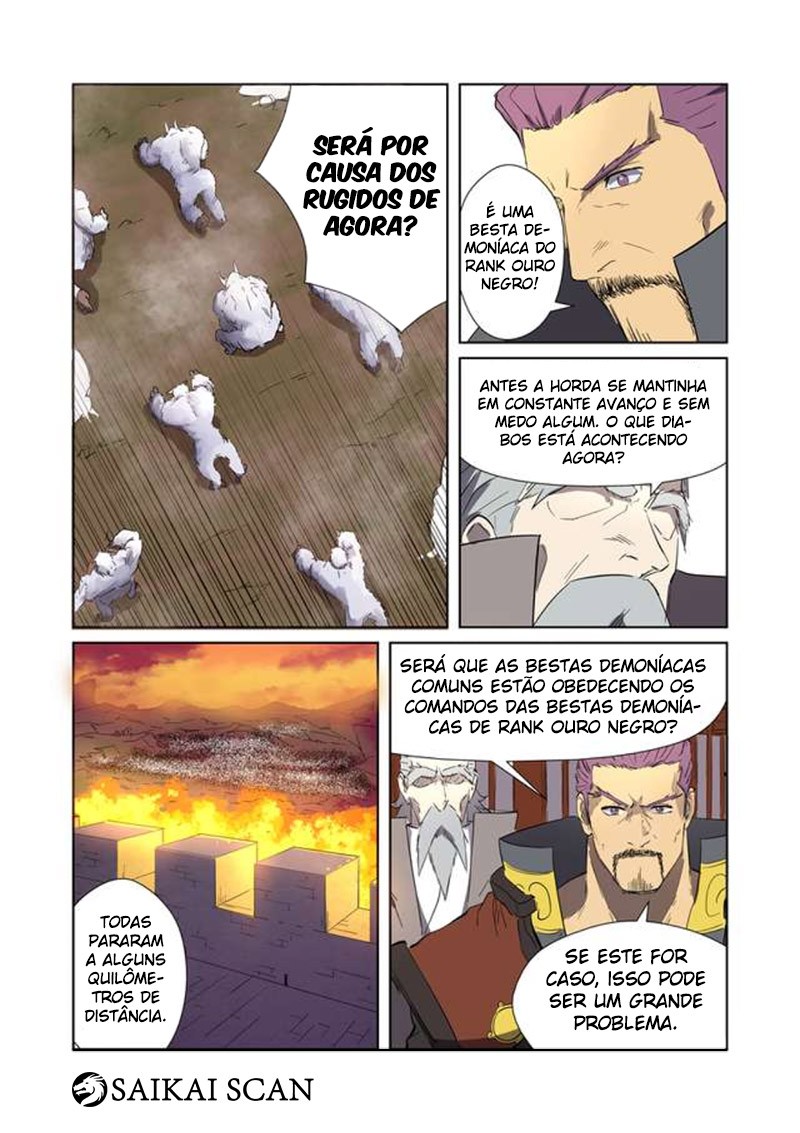 SERÁ POR
CAUSA DOS
RUGIDOS DE
AGORA?
É UMA
BESTA DE-
MONÍACA DO
RANK OURO
NEGRO!
ANTES A HORDA SE MANTINHA
EM CONSTANTE AVANÇO E SEM
MEDO ALGUM. O QUE DIA-
BOS ESTÁ ACONTECENDO
AGORA?
TODAS
PARARAM
A ALGUNS
QUILÔME-
TROS DE
DISTÂNCIA.
SERÁ QUE AS BESTAS DEMONÍACAS
COMUNS ESTÃO OBEDECENDO OS
COMANDOS DAS BESTAS DEMONÍA-
CAS DE RANK OURO NEGRO?
SE ESTE FOR
CASO, ISSO PODE
SER UM GRANDE
PROBLEMA.
SAIKAI SCAN